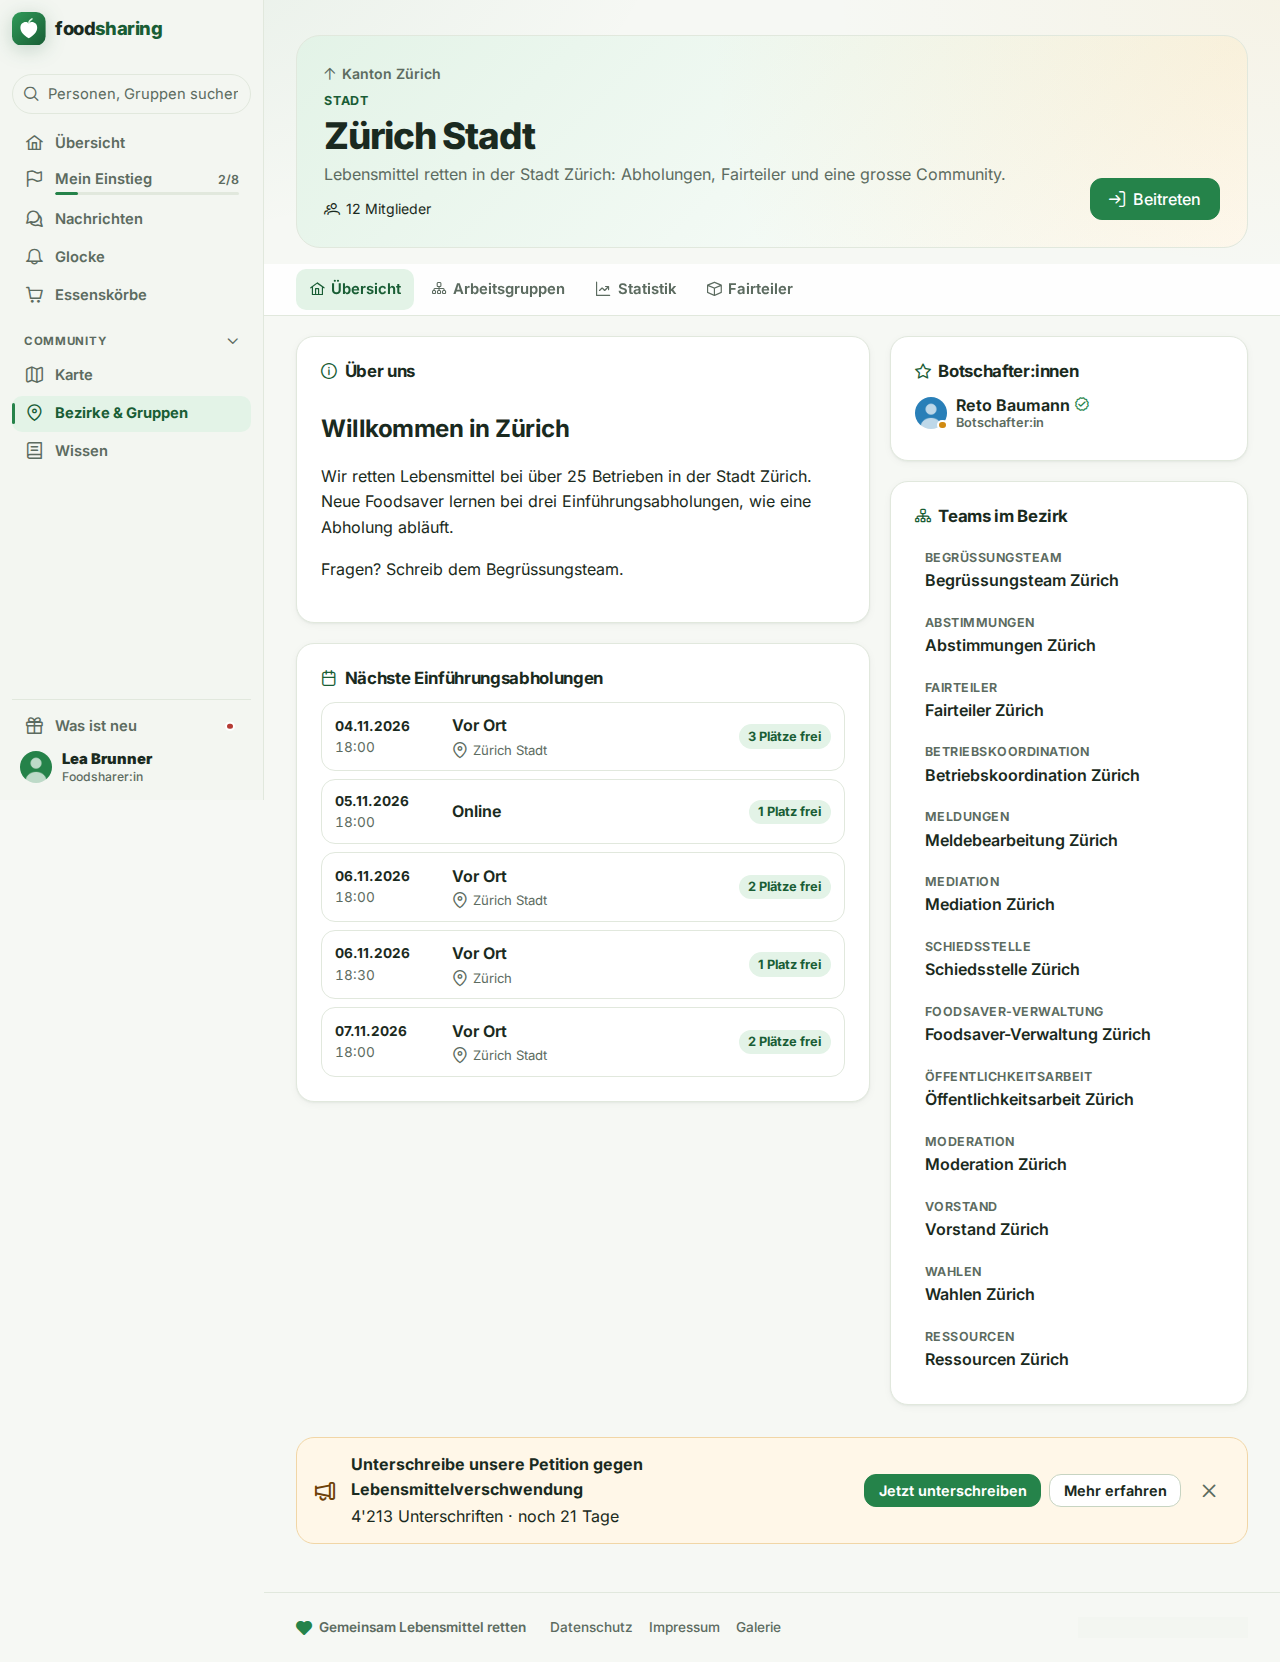 foodsharing
Personen, Gruppen sucher
Übersicht
Mein Einstieg 2/8
Nachrichten
Glocke
Essenskörbe
COMMUNITY
Karte
Bezirke & Gruppen
Wissen
Was ist neu
Lea Brunner
Foodsharer:in
Kanton Zürich
STADT
Zürich Stadt
Lebensmittel retten in der Stadt Zürich: Abholungen, Fairteiler und eine grosse Community.
12 Mitglieder
Beitreten
Übersicht Arbeitsgruppen Statistik Fairteiler
Über uns
Willkommen in Zürich
Wir retten Lebensmittel bei über 25 Betrieben in der Stadt Zürich.
Neue Foodsaver lernen bei drei Einführungsabholungen, wie eine
Abholung abläuft.
Fragen? Schreib dem Begrüssungsteam.
Nächste Einführungsabholungen
04.11.2026
18:00
Vor Ort
Zürich Stadt
3 Plätze frei
05.11.2026
18:00
Online
1 Platz frei
06.11.2026
18:00
Vor Ort
Zürich Stadt
2 Plätze frei
06.11.2026
18:30
Vor Ort
Zürich
1 Platz frei
07.11.2026
18:00
Vor Ort
Zürich Stadt
2 Plätze frei
Botschafter:innen
Reto Baumann
Botschafter:in
Teams im Bezirk
BEGRÜSSUNGSTEAM
Begrüssungsteam Zürich
ABSTIMMUNGEN
Abstimmungen Zürich
FAIRTEILER
Fairteiler Zürich
BETRIEBSKOORDINATION
Betriebskoordination Zürich
MELDUNGEN
Meldebearbeitung Zürich
MEDIATION
Mediation Zürich
SCHIEDSSTELLE
Schiedsstelle Zürich
FOODSAVER-VERWALTUNG
Foodsaver-Verwaltung Zürich
ÖFFENTLICHKEITSARBEIT
Öffentlichkeitsarbeit Zürich
MODERATION
Moderation Zürich
VORSTAND
Vorstand Zürich
WAHLEN
Wahlen Zürich
RESSOURCEN
Ressourcen Zürich
Unterschreibe unsere Petition gegen
Lebensmittelverschwendung
4'213 Unterschriften · noch 21 Tage
Jetzt unterschreiben
Mehr erfahren
Gemeinsam Lebensmittel retten Datenschutz Impressum Galerie